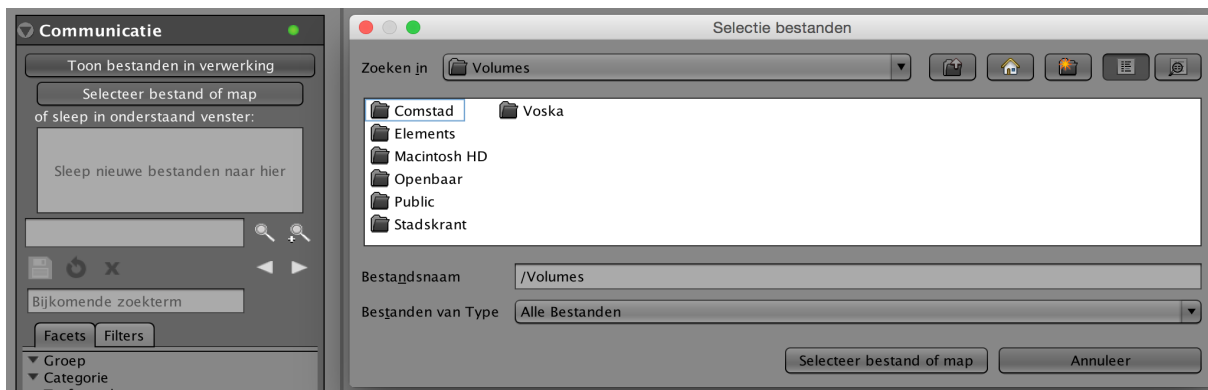 Communicatie
Toon bestanden in verwerking
Selecteer bestand of map
of sleep in onderstaand venster:
Sleep nieuwe bestanden naar hier
Bijkomende zoekterm
Facets Filters
Groep
Categorie
Selectie bestanden
Zoeken in Volumes
Comstad Voska
Elements
Macintosh HD
Openbaar
Public
Stadskrant
Bestandsnaam /Volumes
Bestanden van Type Alle Bestanden
Selecteer bestand of map Annuleer